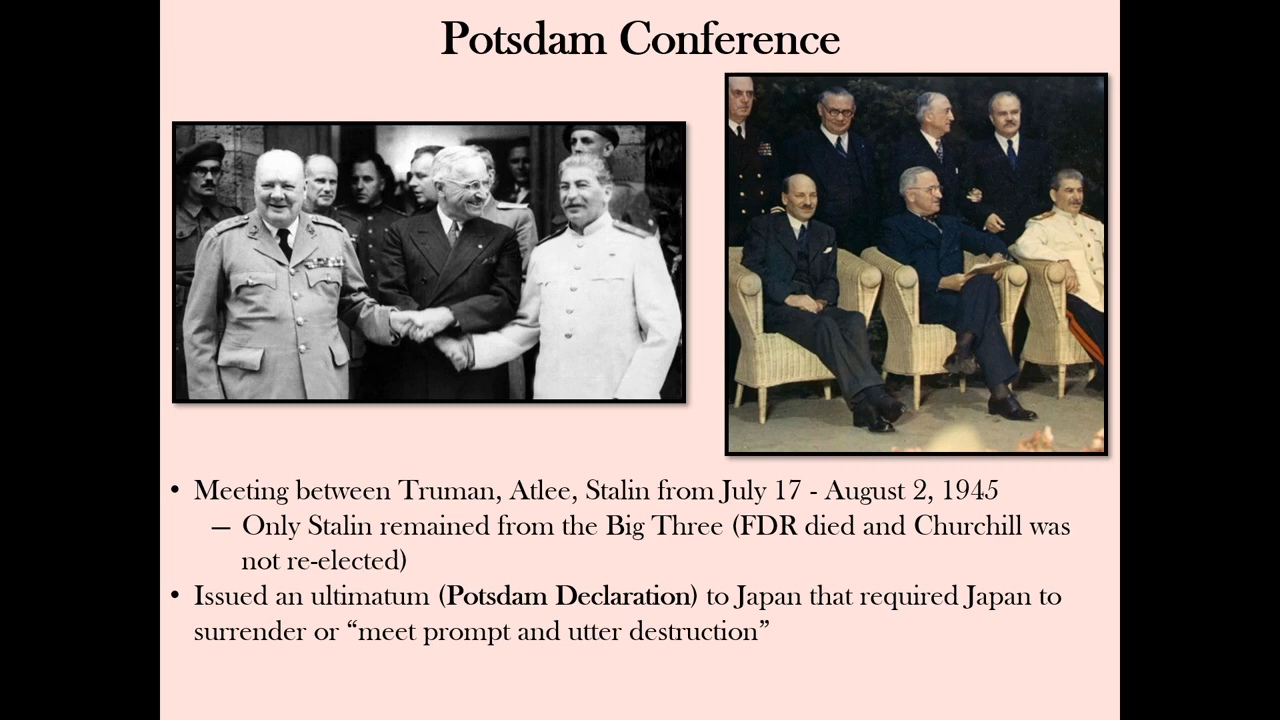 Potsdam Conference
• Meeting between Truman, Atlee, Stalin from July 17 - August 2, 1945
– Only Stalin remained from the Big Three (FDR died and Churchill was
not re-elected)
• Issued an ultimatum (Potsdam Declaration) to Japan that required Japan to
surrender or “meet prompt and utter destruction”